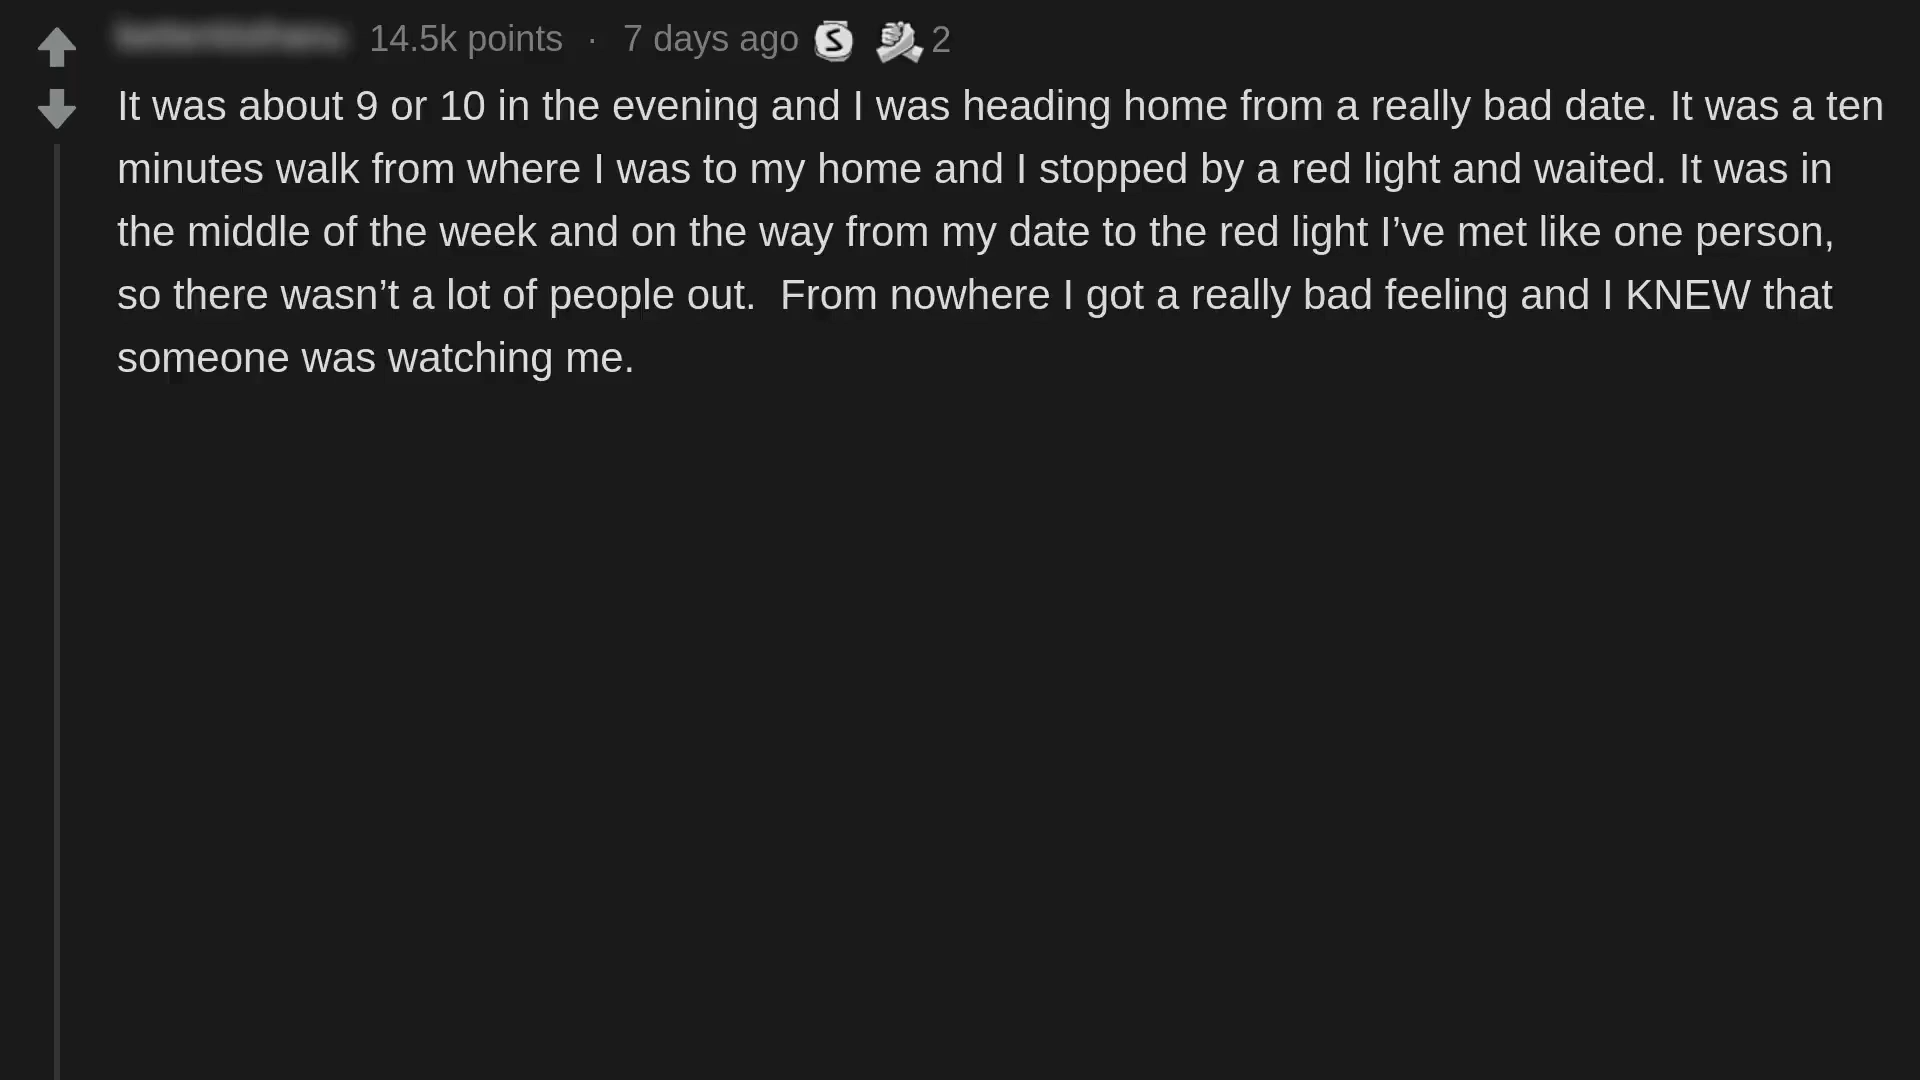 14.5k points · 7 days ago S 2
It was about 9 or 10 in the evening and I was heading home from a really bad date. It was a ten
minutes walk from where I was to my home and I stopped by a red light and waited. It was in
the middle of the week and on the way from my date to the red light I’ve met like one person,
so there wasn’t a lot of people out.  From nowhere I got a really bad feeling and I KNEW that
someone was watching me.